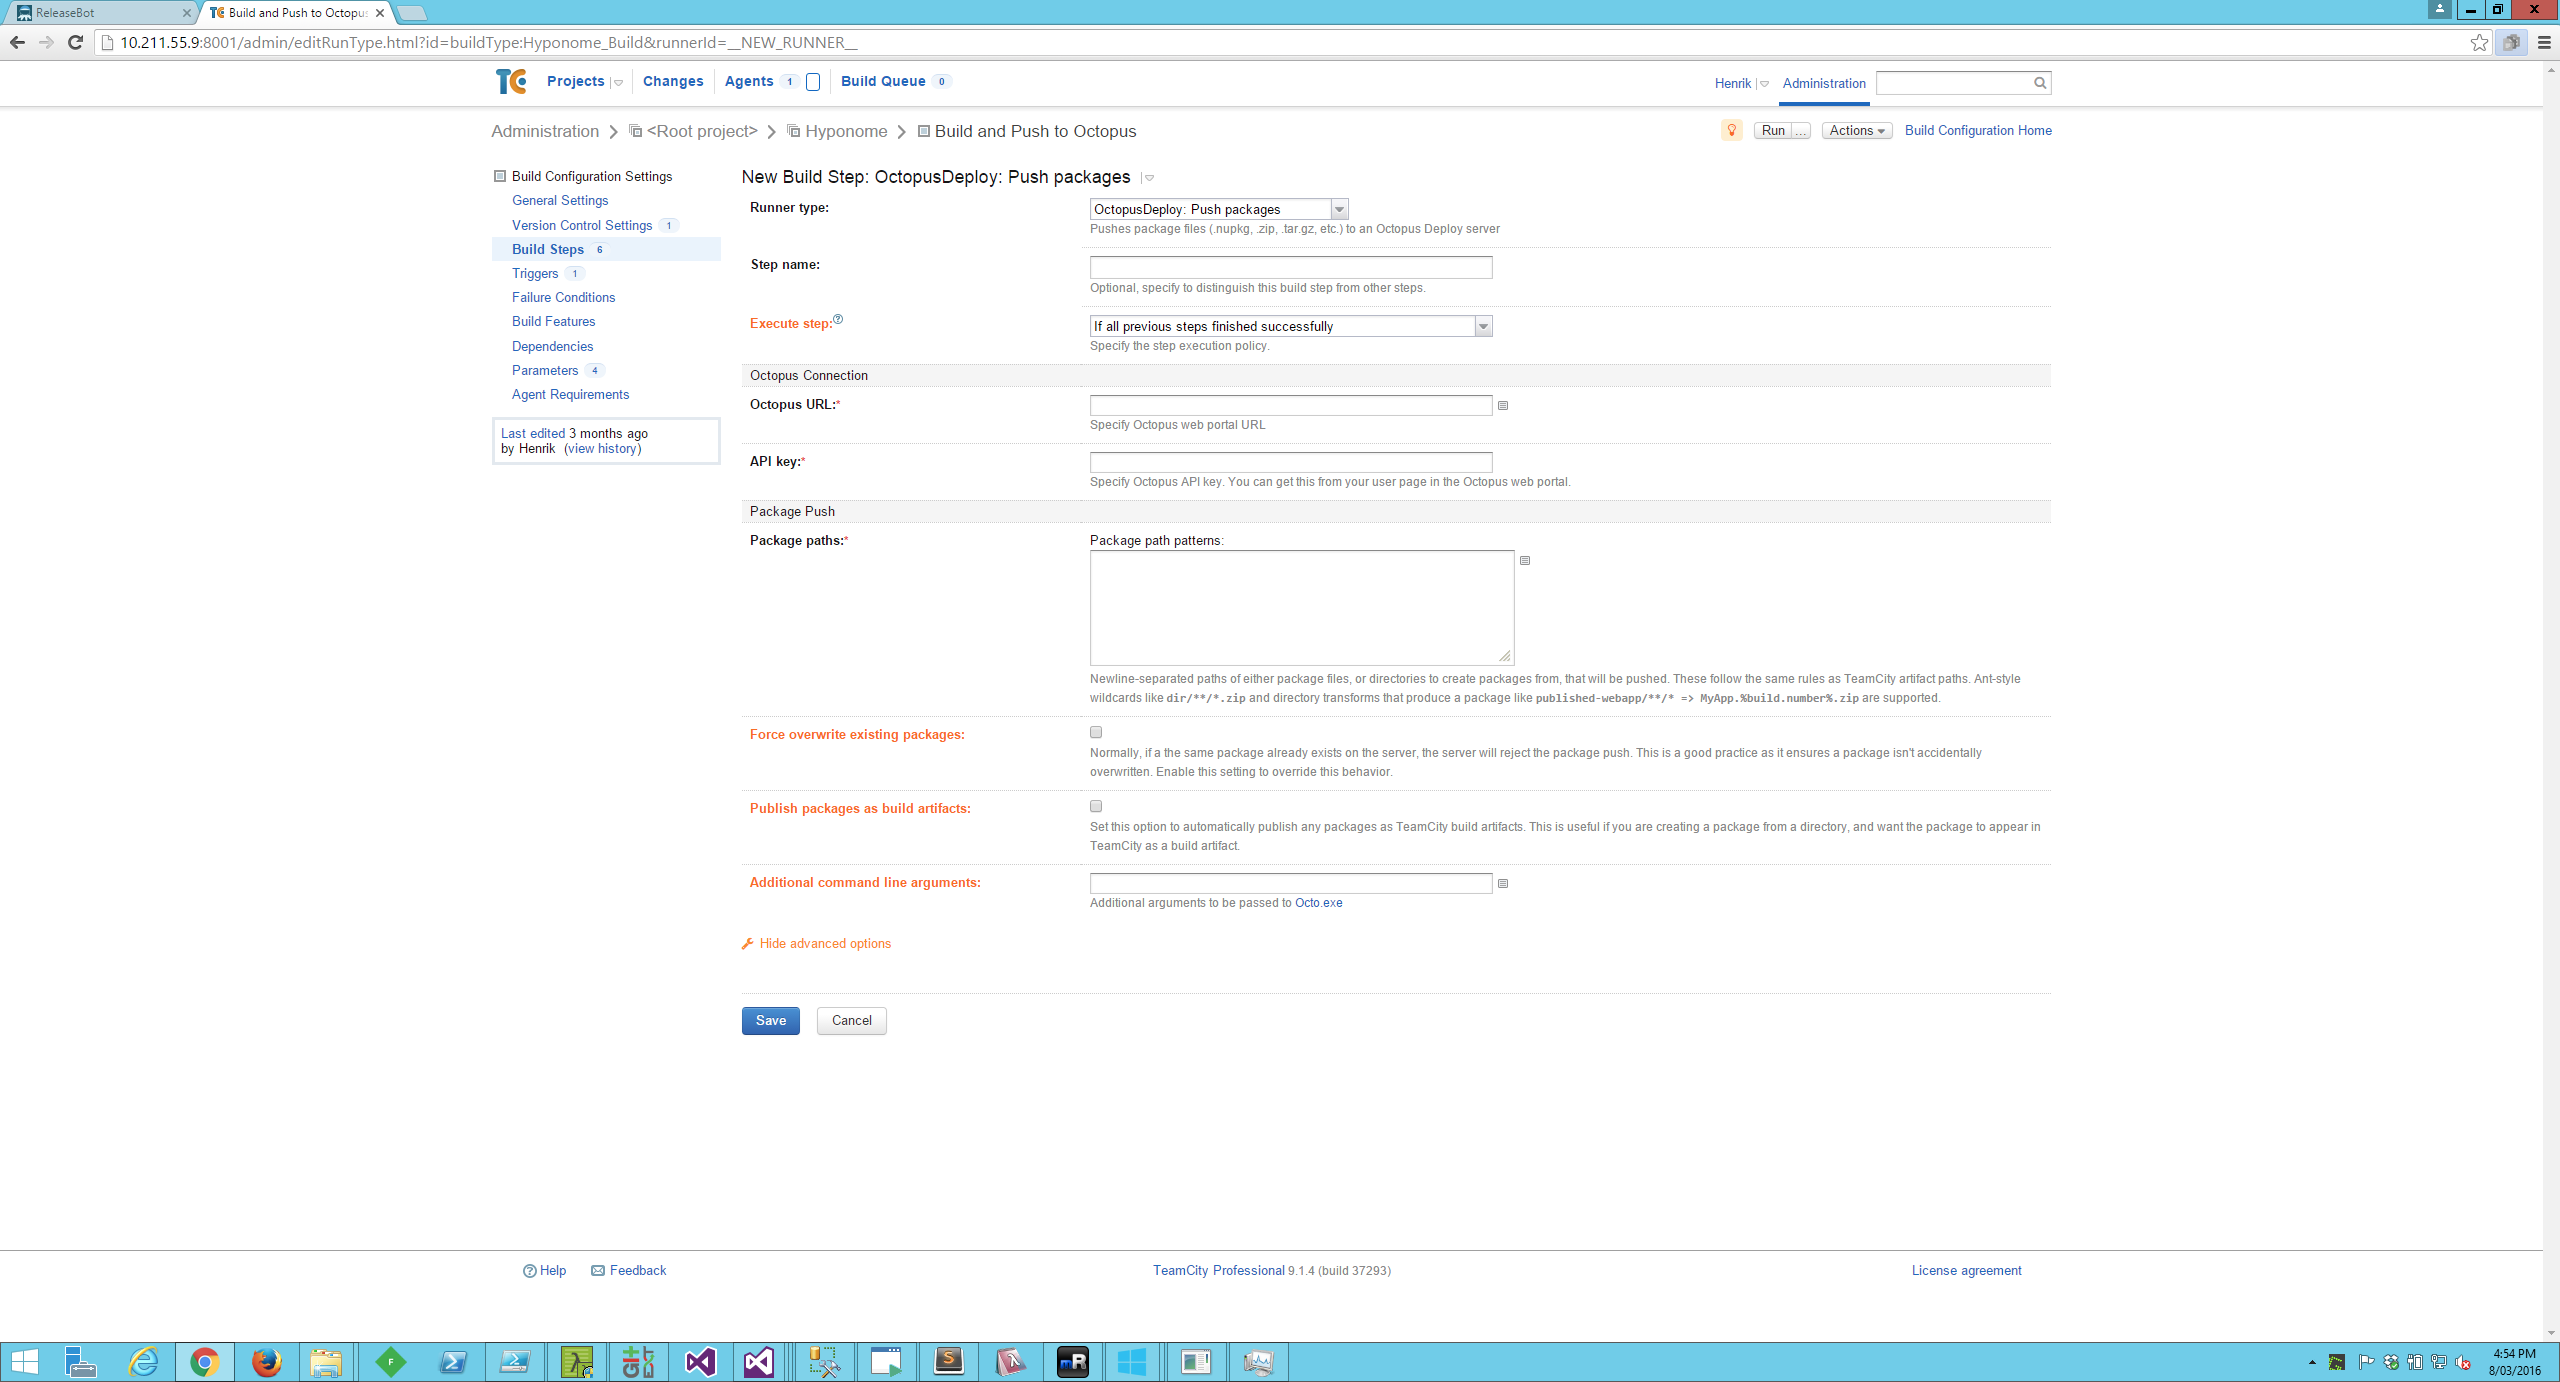 ReleaseBot
Build and Push to Octopus
10.211.55.9:8001/admin/editRunType.html?id=buildType:Hyponome_Build&runnerId=__NEW_RUNNER__
TC Projects Changes Agents 1 Build Queue 0
Henrik Administration
Administration <Root project> Hyponome Build and Push to Octopus
Run ... Actions Build Configuration Home
Build Configuration Settings
General Settings
Version Control Settings 1
Build Steps 6
Triggers 1
Failure Conditions
Build Features
Dependencies
Parameters 4
Agent Requirements
Last edited 3 months ago
by Henrik (view history)
New Build Step: OctopusDeploy: Push packages
Runner type:
OctopusDeploy: Push packages
Pushes package files (.nupkg, .zip, .tar.gz, etc.) to an Octopus Deploy server
Step name:
Optional, specify to distinguish this build step from other steps.
Execute step:
If all previous steps finished successfully
Specify the step execution policy.
Octopus Connection
Octopus URL:*
Specify Octopus web portal URL
API key:*
Specify Octopus API key. You can get this from your user page in the Octopus web portal.
Package Push
Package paths:*
Package path patterns:
Newline-separated paths of either package files, or directories to create packages from, that will be pushed. These follow the same rules as TeamCity artifact paths. Ant-style
wildcards like dir/**/*.zip and directory transforms that produce a package like published-webapp/**/* => MyApp.%build.number%.zip are supported.
Force overwrite existing packages:
Normally, if a the same package already exists on the server, the server will reject the package push. This is a good practice as it ensures a package isn't accidentally
overwritten. Enable this setting to override this behavior.
Publish packages as build artifacts:
Set this option to automatically publish any packages as TeamCity build artifacts. This is useful if you are creating a package from a directory, and want the package to appear in
TeamCity as a build artifact.
Additional command line arguments:
Additional arguments to be passed to Octo.exe
Hide advanced options
Save Cancel
Help Feedback
TeamCity Professional 9.1.4 (build 37293)
License agreement
4:54 PM
8/03/2016